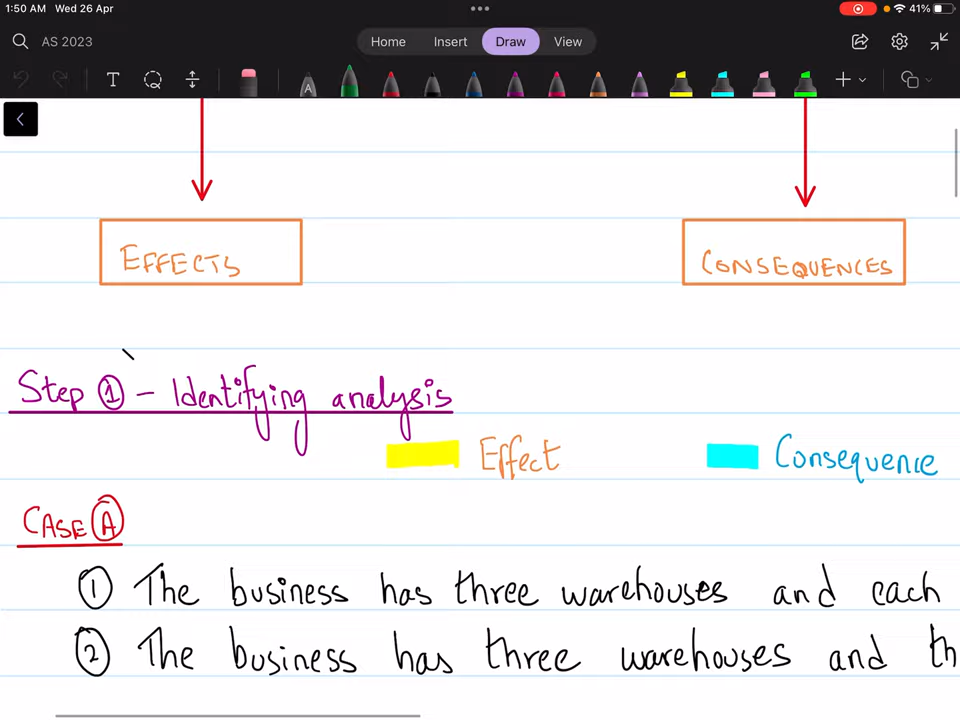 1:50 AM Wed 26 Apr
41%
AS 2023
Home Insert Draw View
T
A
EFFECTS
CONSEQUENCES
Step ① - Identifying analysis
Effect
Consequence
CASE Ⓐ
① The business has three warehouses and each
② The business has three warehouses and th